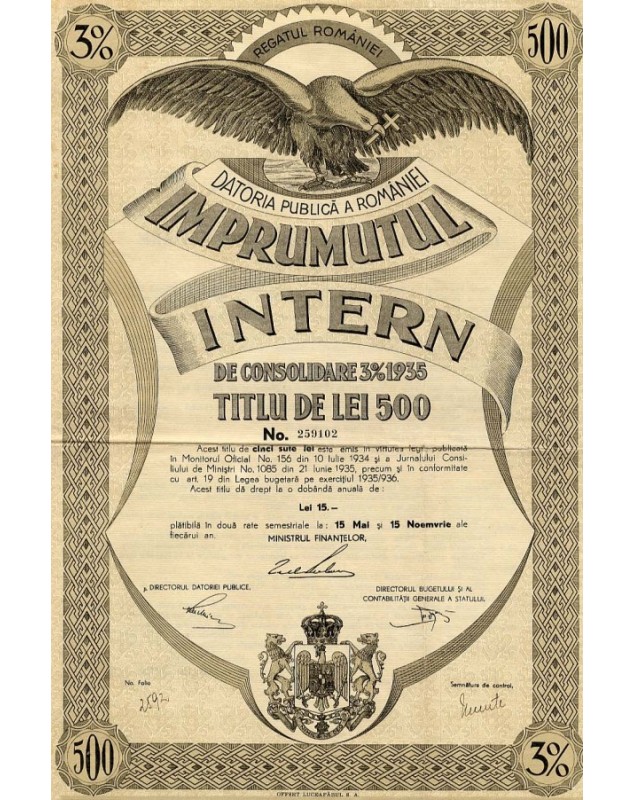 3%
500
REGATUL ROMÂNIEI
DATORIA PUBLICĂ A ROMÂNIEI
IMPRUMUTUL
INTERN
DE CONSOLIDARE 3% 1935
TITLU DE LEI 500
No. 259102
Acest titlu de cinci sute lei este emis în virtutea legii publicată
în Monitorul Oficial No. 156 din 10 Iulie 1934 și a Jurnalului Consi-
liului de Miniștri No. 1085 din 21 Iunie 1935, precum și în conformitate
cu art. 19 din Legea bugetară pe exercițiul 1935/936.
Acest titlu dă drept la o dobândă anuală de :
Lei 15.—
plătibilă în două rate semestriale la : 15 Mai și 15 Noemvrie ale
fiecărui an.
MINISTRUL FINANȚELOR,
p. DIRECTORUL DATORIEI PUBLICE,
DIRECTORUL BUGETULUI ȘI AL
CONTABILITĂȚII GENERALE A STATULUI
No. Folio
Semnătura de control,
500
3%
OFFSET LUCEAFĂRUL S. A.